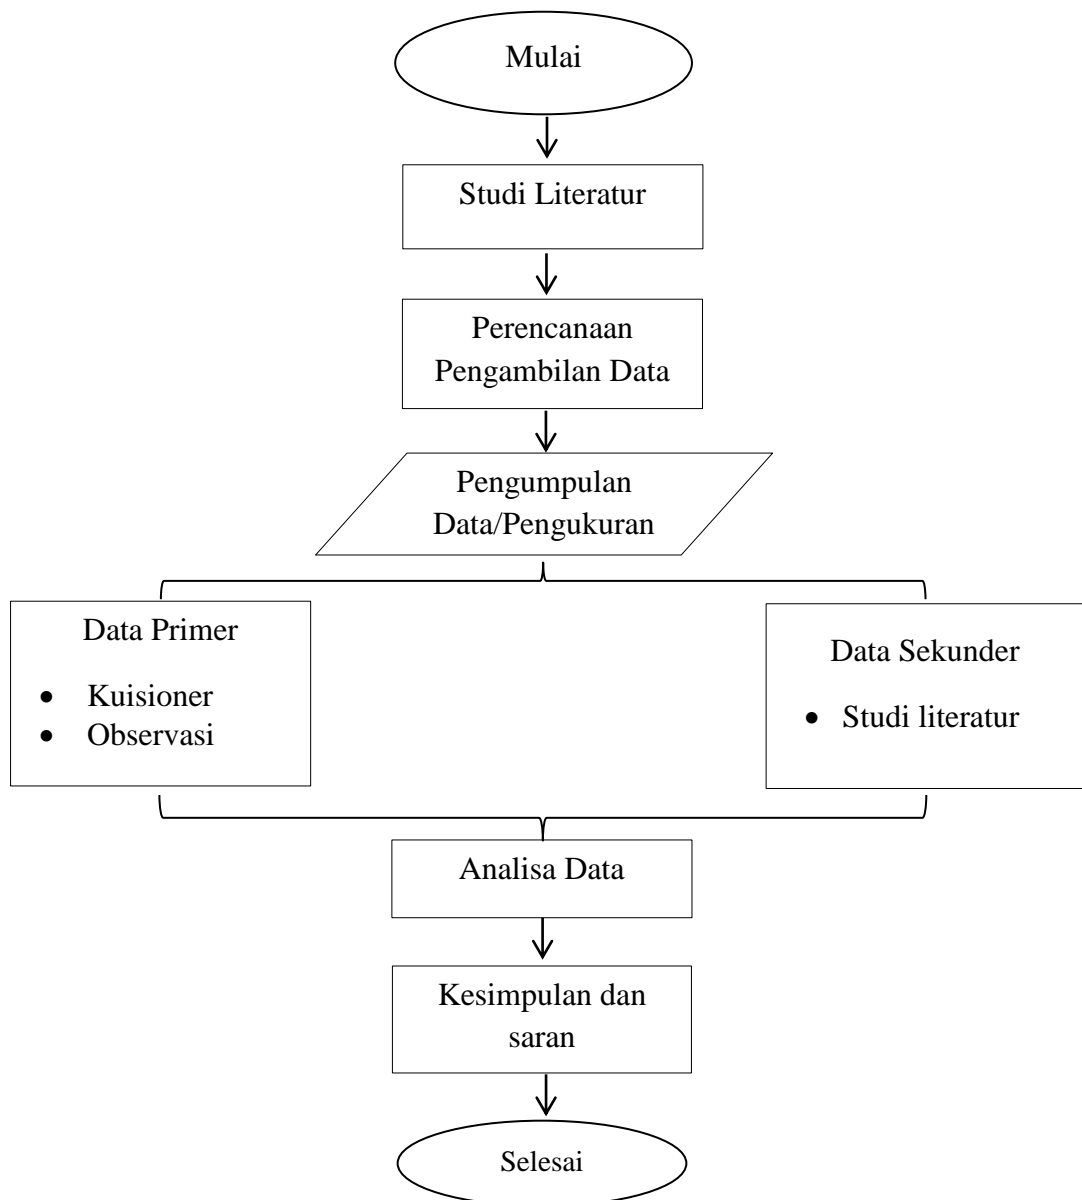 Mulai
Studi Literatur
Perencanaan
Pengambilan Data
Pengumpulan
Data/Pengukuran
Data Primer
• Kuisioner
• Observasi
Data Sekunder
• Studi literatur
Analisa Data
Kesimpulan dan
saran
Selesai